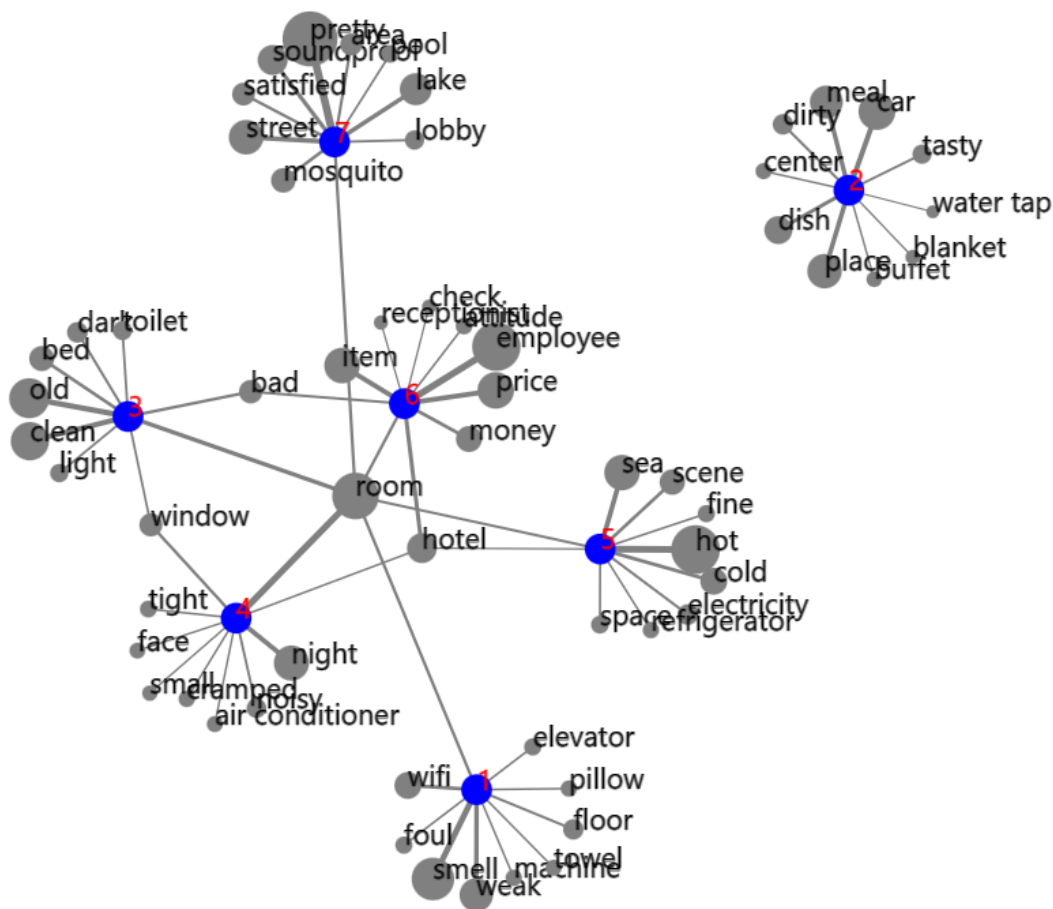 pretty
area
soundproof
pool
satisfied
lake
street
7
lobby
mosquito
meal
car
dirty
tasty
center
2
water tap
dish
blanket
place
buffet
check
receptionist
attitude
dark
toilet
employee
bed
item
old
bad
6
price
3
clean
money
light
room
sea
scene
window
fine
hotel
5
hot
cold
tight
4
space
electricity
refrigerator
face
night
small
cramped
noisy
air conditioner
elevator
wifi
1
pillow
foul
floor
smell
towel
weak
machine